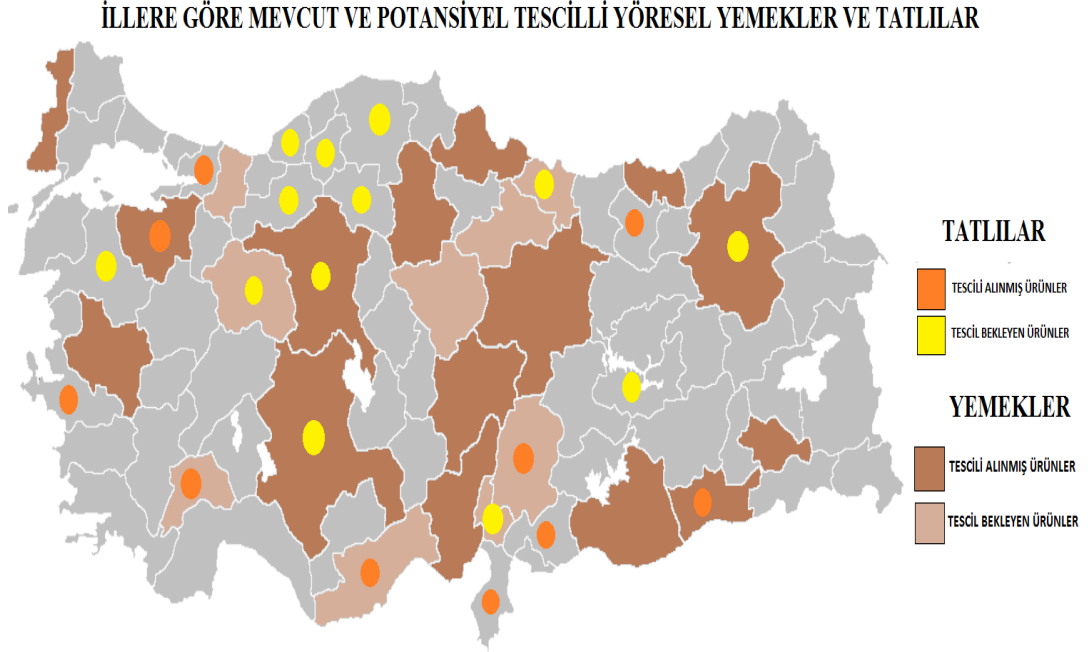 İLLERE GÖRE MEVCUT VE POTANSİYEL TESCİLLİ YÖRESEL YEMEKLER VE TATLILAR
TATLILAR
TESCİLİ ALINMIŞ ÜRÜNLER
TESCİL BEKLEYEN ÜRÜNLER
YEMEKLER
TESCİLİ ALINMIŞ ÜRÜNLER
TESCİL BEKLEYEN ÜRÜNLER